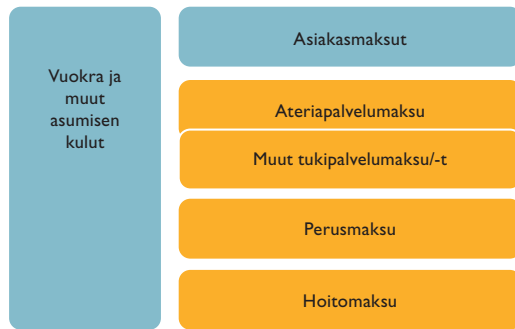 Vuokra ja
muut
asumisen
kulut
Asiakasmaksut
Ateriapalvelumaksu
Muut tukipalvelumaksu/-t
Perusmaksu
Hoitomaksu